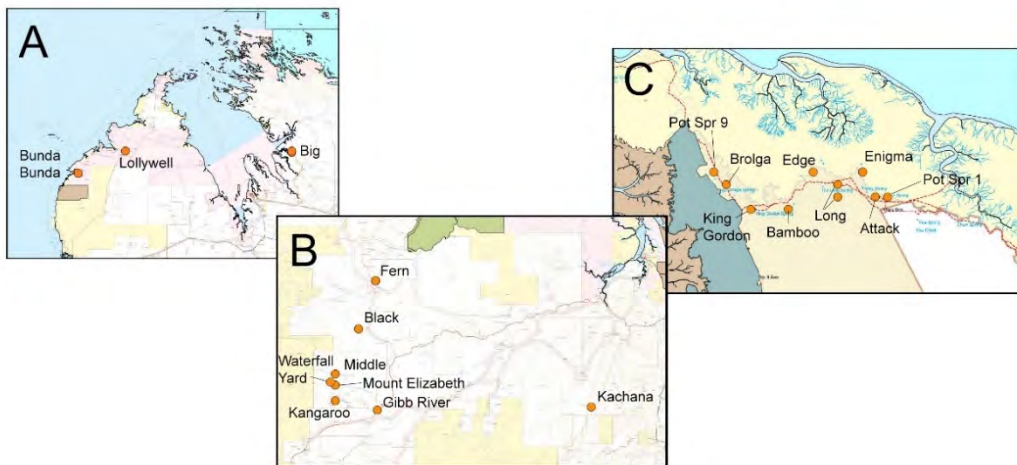 A
Bunda
Bunda
Lollywell
Big
B
Fern
Black
Waterfall
Yard
Middle
Mount Elizabeth
Kangaroo
Gibb River
Kachana
C
Pot Spr 9
Brolga
Edge
Enigma
Pot Spr 1
King
Gordon
Bamboo
Long
Attack